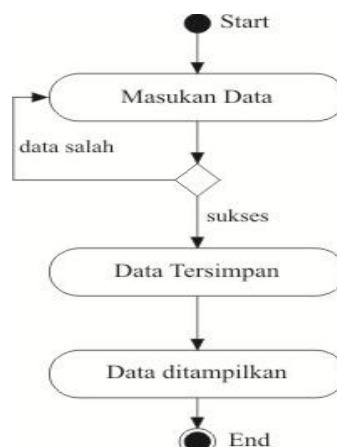 Start
Masukan Data
data salah
sukses
Data Tersimpan
Data ditampilkan
End